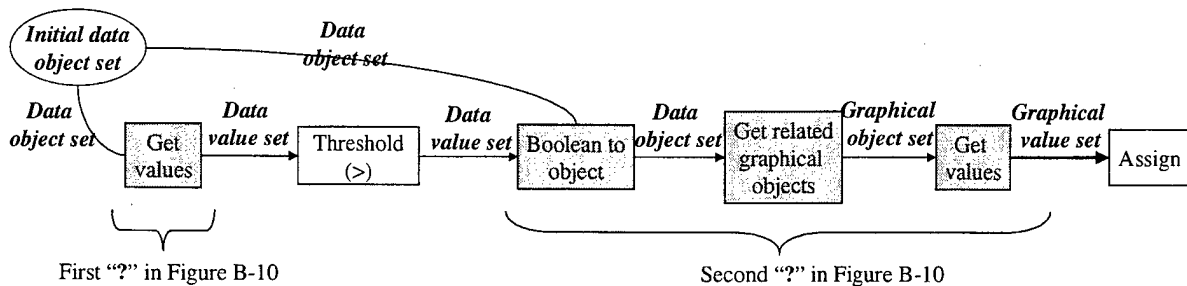 Initial data
object set
Data
object set
Data
object set
Get
values
Data
value set
Threshold
(>)
Data
value set
Boolean to
object
Data
object set
Get related
graphical
objects
Graphical
object set
Get
values
Graphical
value set
Assign
First “?” in Figure B-10
Second “?” in Figure B-10